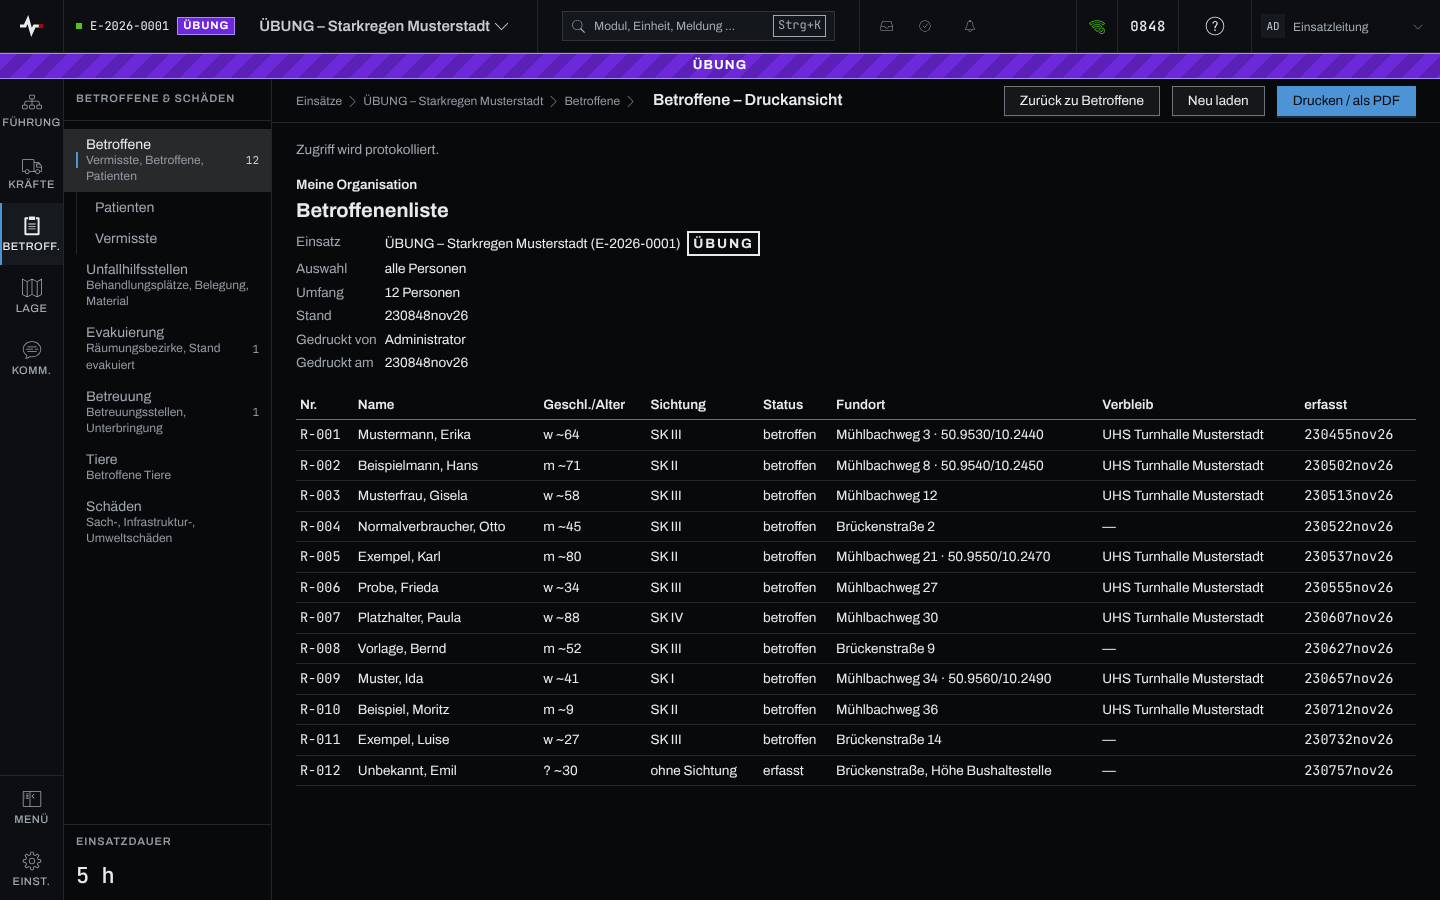 E-2026-0001 ÜBUNG ÜBUNG – Starkregen Musterstadt Modul, Einheit, Meldung ... Strg+K 0848 ? AD Einsatzleitung
ÜBUNG
FÜHRUNG
KRÄFTE
BETROFF.
LAGE
KOMM.
MENÜ
EINST.
BETROFFENE & SCHÄDEN
Betroffene
Vermisste, Betroffene, 12
Patienten
Patienten
Vermisste
Unfallhilfsstellen
Behandlungsplätze, Belegung,
Material
Evakuierung
Räumungsbezirke, Stand 1
evakuiert
Betreuung
Betreuungsstellen, 1
Unterbringung
Tiere
Betroffene Tiere
Schäden
Sach-, Infrastruktur-,
Umweltschäden
EINSATZDAUER
5 h
Einsätze ÜBUNG – Starkregen Musterstadt Betroffene Betroffene – Druckansicht Zurück zu Betroffene Neu laden Drucken / als PDF
Zugriff wird protokolliert.
Meine Organisation
Betroffenenliste
Einsatz ÜBUNG – Starkregen Musterstadt (E-2026-0001) ÜBUNG
Auswahl alle Personen
Umfang 12 Personen
Stand 230848nov26
Gedruckt von Administrator
Gedruckt am 230848nov26
Nr. Name Geschl./Alter Sichtung Status Fundort Verbleib erfasst
R-001 Mustermann, Erika w ~64 SK III betroffen Mühlbachweg 3 · 50.9530/10.2440 UHS Turnhalle Musterstadt 230455nov26
R-002 Beispielmann, Hans m ~71 SK II betroffen Mühlbachweg 8 · 50.9540/10.2450 UHS Turnhalle Musterstadt 230502nov26
R-003 Musterfrau, Gisela w ~58 SK III betroffen Mühlbachweg 12 UHS Turnhalle Musterstadt 230513nov26
R-004 Normalverbraucher, Otto m ~45 SK III betroffen Brückenstraße 2 — 230522nov26
R-005 Exempel, Karl m ~80 SK II betroffen Mühlbachweg 21 · 50.9550/10.2470 UHS Turnhalle Musterstadt 230537nov26
R-006 Probe, Frieda w ~34 SK III betroffen Mühlbachweg 27 UHS Turnhalle Musterstadt 230555nov26
R-007 Platzhalter, Paula w ~88 SK IV betroffen Mühlbachweg 30 UHS Turnhalle Musterstadt 230607nov26
R-008 Vorlage, Bernd m ~52 SK III betroffen Brückenstraße 9 — 230627nov26
R-009 Muster, Ida w ~41 SK I betroffen Mühlbachweg 34 · 50.9560/10.2490 UHS Turnhalle Musterstadt 230657nov26
R-010 Beispiel, Moritz m ~9 SK II betroffen Mühlbachweg 36 UHS Turnhalle Musterstadt 230712nov26
R-011 Exempel, Luise w ~27 SK III betroffen Brückenstraße 14 — 230732nov26
R-012 Unbekannt, Emil ? ~30 ohne Sichtung erfasst Brückenstraße, Höhe Bushaltestelle — 230757nov26